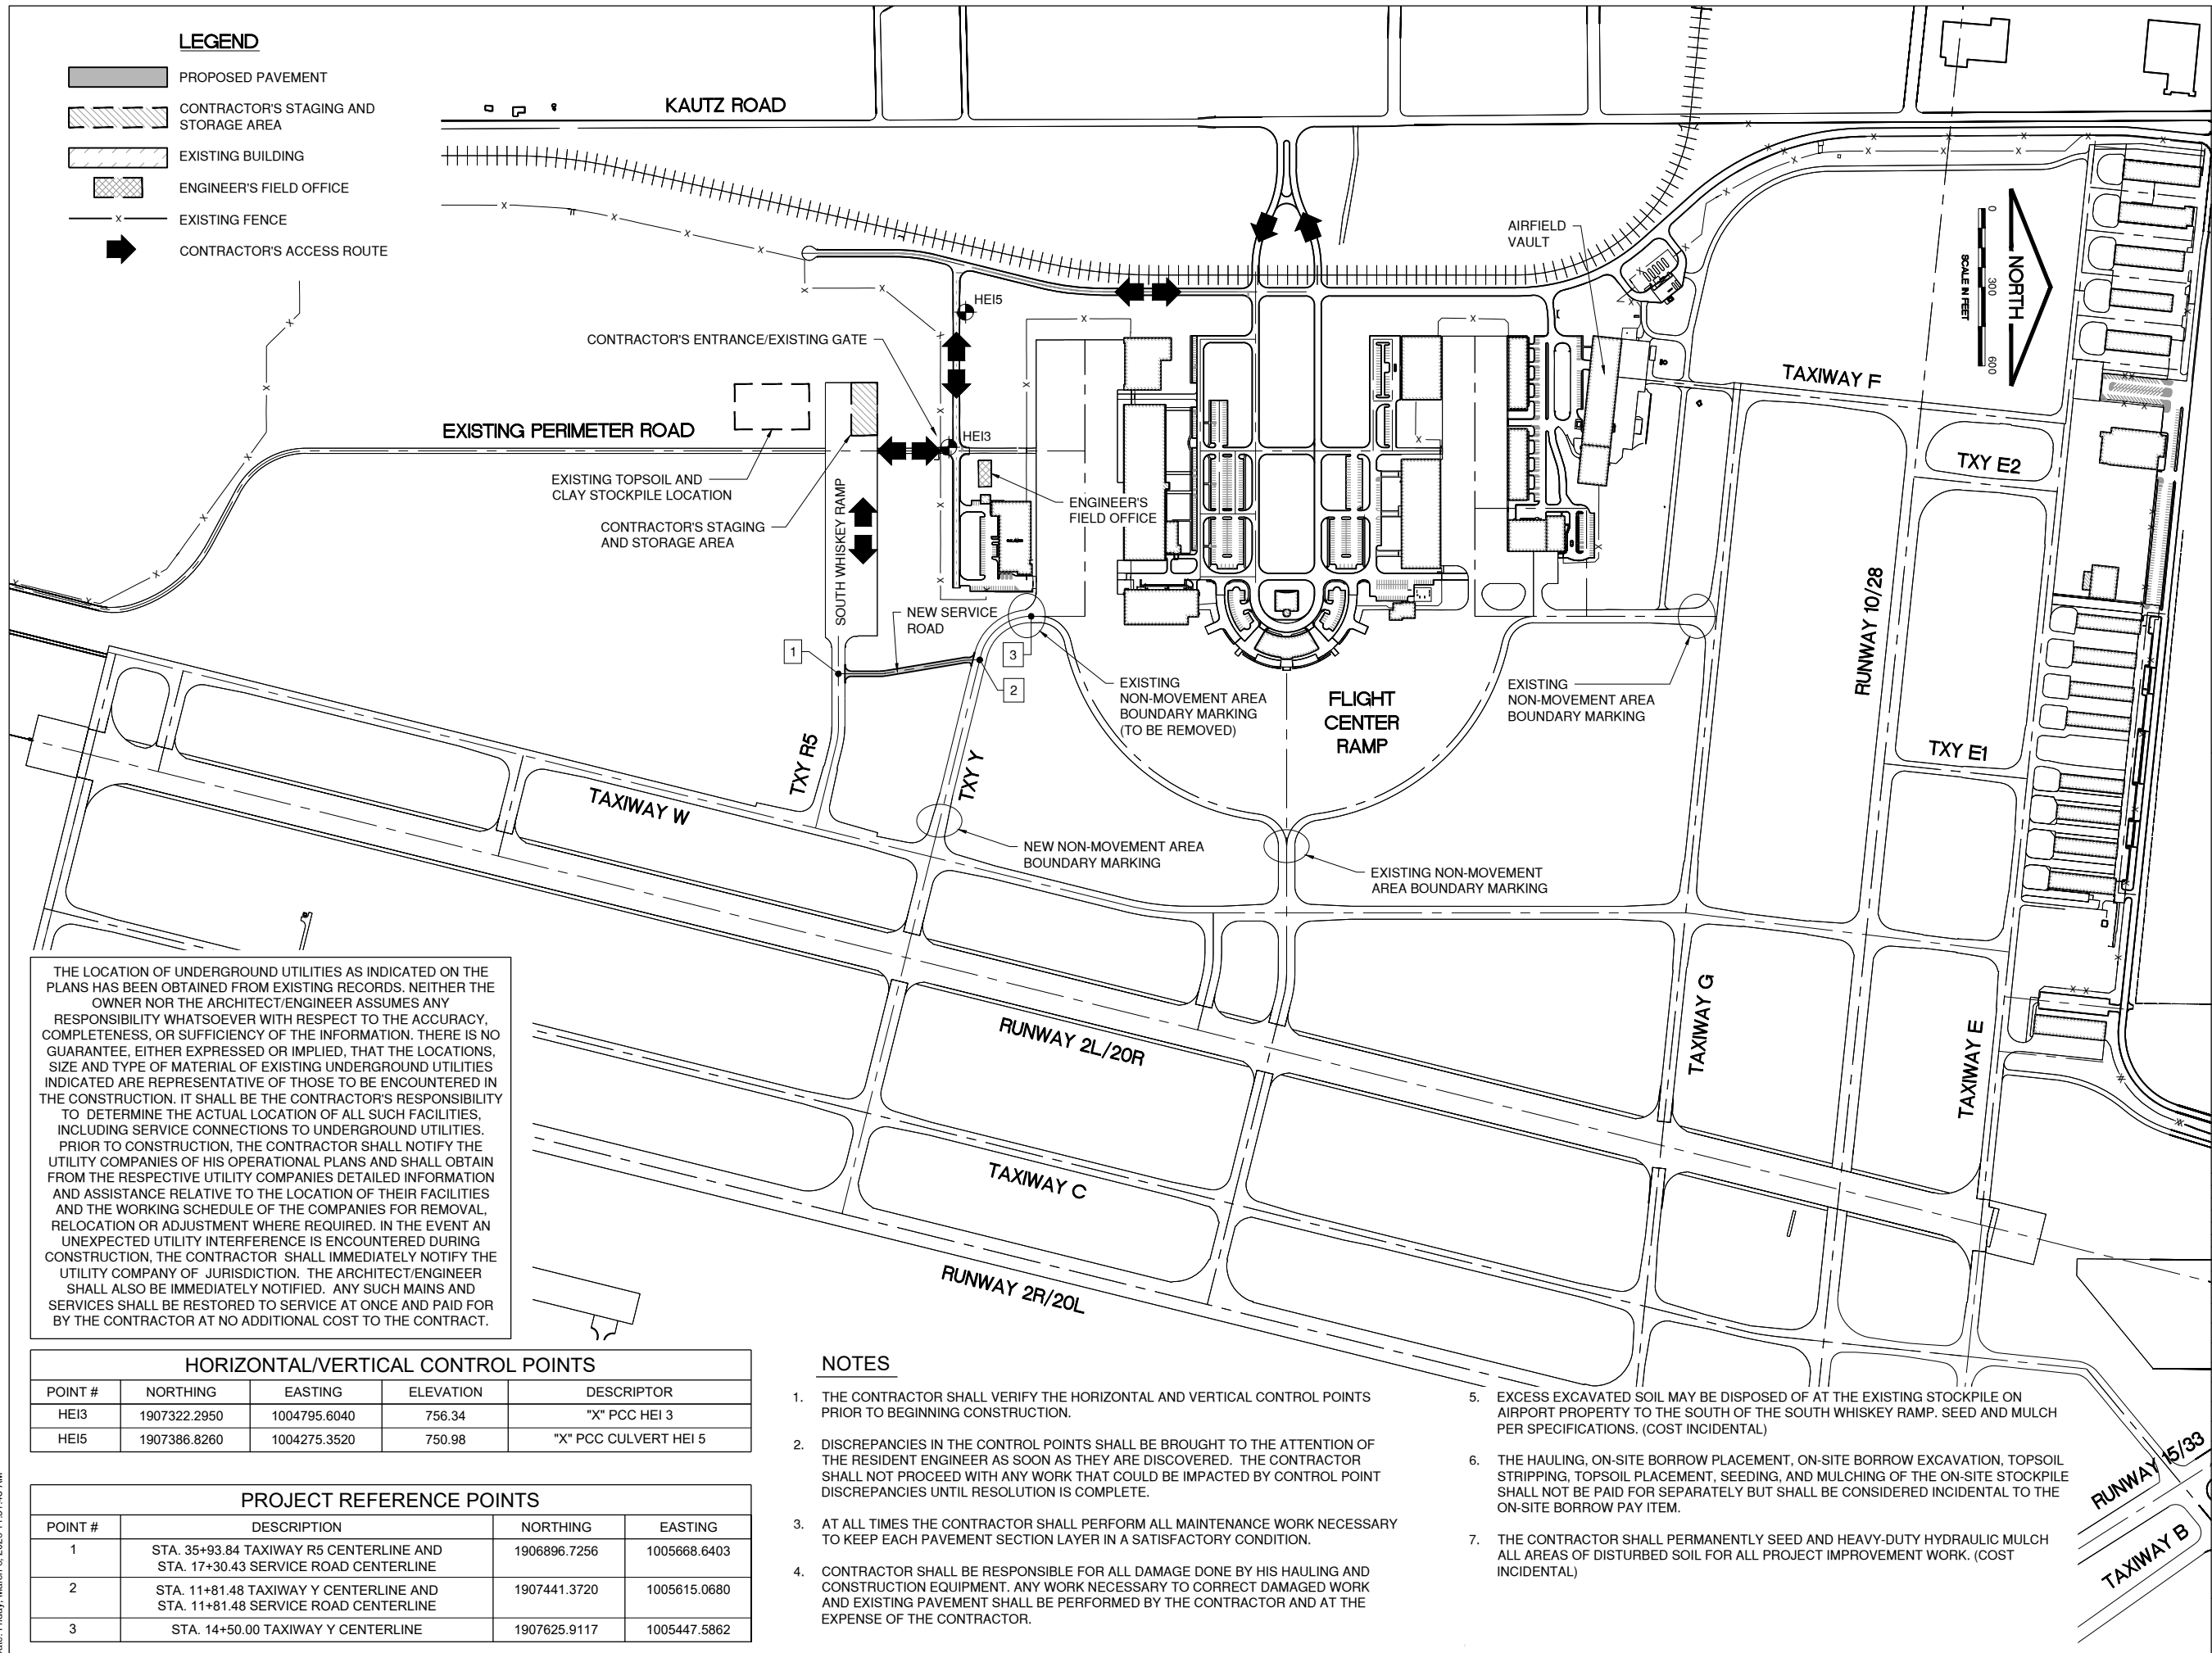 LEGEND
PROPOSED PAVEMENT
CONTRACTOR'S STAGING AND
STORAGE AREA
EXISTING BUILDING
ENGINEER'S FIELD OFFICE
EXISTING FENCE
CONTRACTOR'S ACCESS ROUTE
KAUTZ ROAD
AIRFIELD
VAULT
0
300
600
SCALE IN FEET
NORTH
HEI5
CONTRACTOR'S ENTRANCE/EXISTING GATE
TAXIWAY F
EXISTING PERIMETER ROAD
HEI3
TXY E2
EXISTING TOPSOIL AND
CLAY STOCKPILE LOCATION
CONTRACTOR'S STAGING
AND STORAGE AREA
SOUTH WHISKEY RAMP
ENGINEER'S
FIELD OFFICE
NEW SERVICE
ROAD
1
2
3
RUNWAY 10/28
EXISTING
NON-MOVEMENT AREA
BOUNDARY MARKING
(TO BE REMOVED)
FLIGHT
CENTER
RAMP
EXISTING
NON-MOVEMENT AREA
BOUNDARY MARKING
TXY E1
TXY R5
TXY Y
TAXIWAY W
NEW NON-MOVEMENT AREA
BOUNDARY MARKING
EXISTING NON-MOVEMENT
AREA BOUNDARY MARKING
TAXIWAY G
TAXIWAY E
RUNWAY 2L/20R
TAXIWAY C
RUNWAY 2R/20L
RUNWAY 15/33
TAXIWAY B
THE LOCATION OF UNDERGROUND UTILITIES AS INDICATED ON THE
PLANS HAS BEEN OBTAINED FROM EXISTING RECORDS. NEITHER THE
OWNER NOR THE ARCHITECT/ENGINEER ASSUMES ANY
RESPONSIBILITY WHATSOEVER WITH RESPECT TO THE ACCURACY,
COMPLETENESS, OR SUFFICIENCY OF THE INFORMATION. THERE IS NO
GUARANTEE, EITHER EXPRESSED OR IMPLIED, THAT THE LOCATIONS,
SIZE AND TYPE OF MATERIAL OF EXISTING UNDERGROUND UTILITIES
INDICATED ARE REPRESENTATIVE OF THOSE TO BE ENCOUNTERED IN
THE CONSTRUCTION. IT SHALL BE THE CONTRACTOR'S RESPONSIBILITY
TO DETERMINE THE ACTUAL LOCATION OF ALL SUCH FACILITIES,
INCLUDING SERVICE CONNECTIONS TO UNDERGROUND UTILITIES.
PRIOR TO CONSTRUCTION, THE CONTRACTOR SHALL NOTIFY THE
UTILITY COMPANIES OF HIS OPERATIONAL PLANS AND SHALL OBTAIN
FROM THE RESPECTIVE UTILITY COMPANIES DETAILED INFORMATION
AND ASSISTANCE RELATIVE TO THE LOCATION OF THEIR FACILITIES
AND THE WORKING SCHEDULE OF THE COMPANIES FOR REMOVAL,
RELOCATION OR ADJUSTMENT WHERE REQUIRED. IN THE EVENT AN
UNEXPECTED UTILITY INTERFERENCE IS ENCOUNTERED DURING
CONSTRUCTION, THE CONTRACTOR SHALL IMMEDIATELY NOTIFY THE
UTILITY COMPANY OF JURISDICTION. THE ARCHITECT/ENGINEER
SHALL ALSO BE IMMEDIATELY NOTIFIED. ANY SUCH MAINS AND
SERVICES SHALL BE RESTORED TO SERVICE AT ONCE AND PAID FOR
BY THE CONTRACTOR AT NO ADDITIONAL COST TO THE CONTRACT.
HORIZONTAL/VERTICAL CONTROL POINTS
POINT # NORTHING EASTING ELEVATION DESCRIPTOR
HEI3 1907322.2950 1004795.6040 756.34 "X" PCC HEI 3
HEI5 1907386.8260 1004275.3520 750.98 "X" PCC CULVERT HEI 5
PROJECT REFERENCE POINTS
POINT # DESCRIPTION NORTHING EASTING
1 STA. 35+93.84 TAXIWAY R5 CENTERLINE AND 1906896.7256 1005668.6403
STA. 17+30.43 SERVICE ROAD CENTERLINE
2 STA. 11+81.48 TAXIWAY Y CENTERLINE AND 1907441.3720 1005615.0680
STA. 11+81.48 SERVICE ROAD CENTERLINE
3 STA. 14+50.00 TAXIWAY Y CENTERLINE 1907625.9117 1005447.5862
NOTES
1. THE CONTRACTOR SHALL VERIFY THE HORIZONTAL AND VERTICAL CONTROL POINTS
PRIOR TO BEGINNING CONSTRUCTION.
2. DISCREPANCIES IN THE CONTROL POINTS SHALL BE BROUGHT TO THE ATTENTION OF
THE RESIDENT ENGINEER AS SOON AS THEY ARE DISCOVERED. THE CONTRACTOR
SHALL NOT PROCEED WITH ANY WORK THAT COULD BE IMPACTED BY CONTROL POINT
DISCREPANCIES UNTIL RESOLUTION IS COMPLETE.
3. AT ALL TIMES THE CONTRACTOR SHALL PERFORM ALL MAINTENANCE WORK NECESSARY
TO KEEP EACH PAVEMENT SECTION LAYER IN A SATISFACTORY CONDITION.
4. CONTRACTOR SHALL BE RESPONSIBLE FOR ALL DAMAGE DONE BY HIS HAULING AND
CONSTRUCTION EQUIPMENT. ANY WORK NECESSARY TO CORRECT DAMAGED WORK
AND EXISTING PAVEMENT SHALL BE PERFORMED BY THE CONTRACTOR AND AT THE
EXPENSE OF THE CONTRACTOR.
5. EXCESS EXCAVATED SOIL MAY BE DISPOSED OF AT THE EXISTING STOCKPILE ON
AIRPORT PROPERTY TO THE SOUTH OF THE SOUTH WHISKEY RAMP. SEED AND MULCH
PER SPECIFICATIONS. (COST INCIDENTAL)
6. THE HAULING, ON-SITE BORROW PLACEMENT, ON-SITE BORROW EXCAVATION, TOPSOIL
STRIPPING, TOPSOIL PLACEMENT, SEEDING, AND MULCHING OF THE ON-SITE STOCKPILE
SHALL NOT BE PAID FOR SEPARATELY BUT SHALL BE CONSIDERED INCIDENTAL TO THE
ON-SITE BORROW PAY ITEM.
7. THE CONTRACTOR SHALL PERMANENTLY SEED AND HEAVY-DUTY HYDRAULIC MULCH
ALL AREAS OF DISTURBED SOIL FOR ALL PROJECT IMPROVEMENT WORK. (COST
INCIDENTAL)